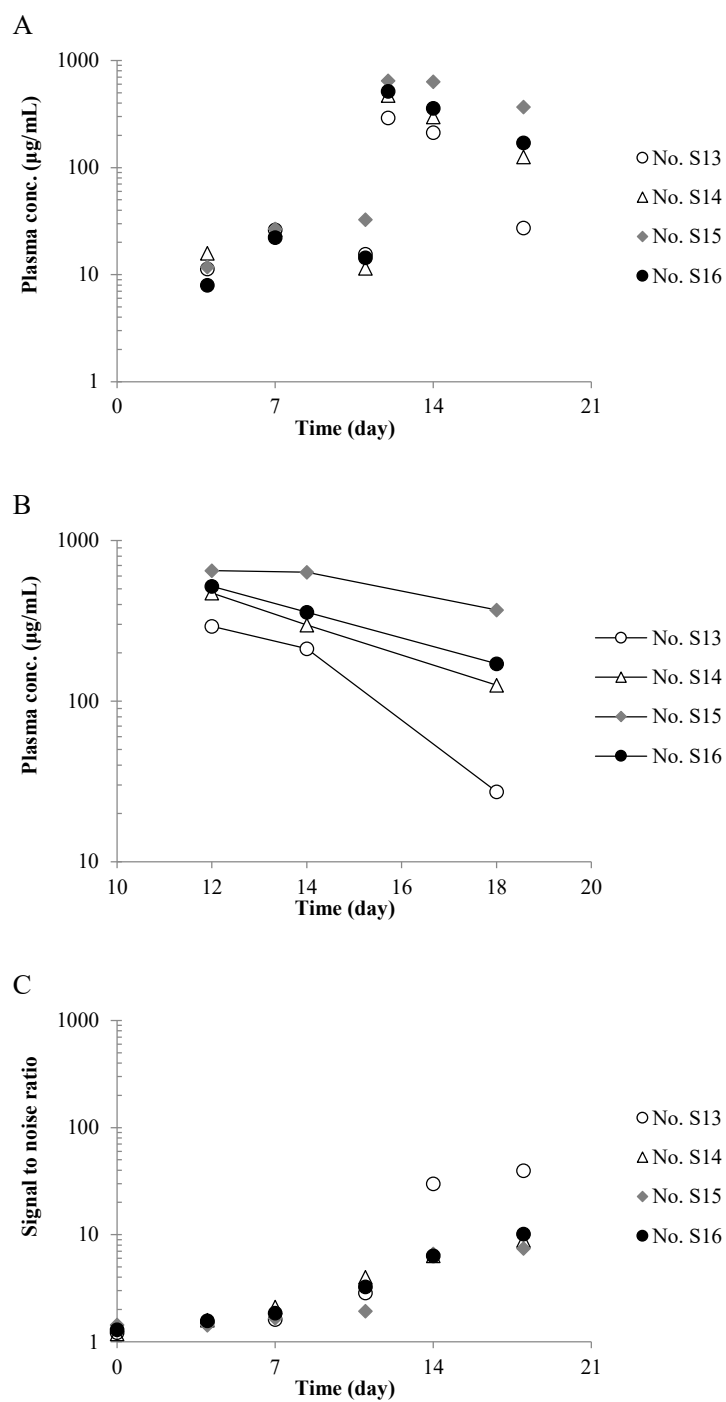 A
Plasma conc. (µg/mL)
1000
100
10
1
0 7 14 21
Time (day)
No. S13
No. S14
No. S15
No. S16
B
Plasma conc. (µg/mL)
1000
100
10
10 12 14 16 18 20
Time (day)
No. S13
No. S14
No. S15
No. S16
C
Signal to noise ratio
1000
100
10
1
0 7 14 21
Time (day)
No. S13
No. S14
No. S15
No. S16